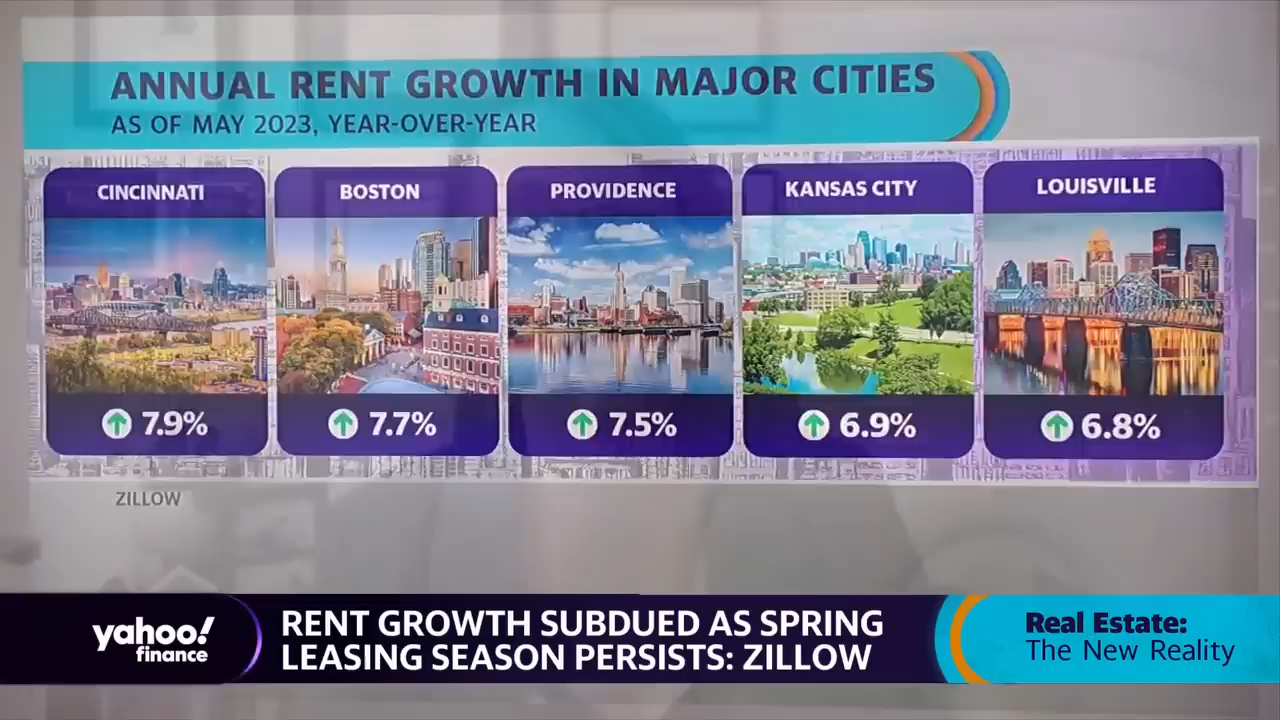 ANNUAL RENT GROWTH IN MAJOR CITIES
AS OF MAY 2023, YEAR-OVER-YEAR
CINCINNATI
BOSTON
PROVIDENCE
KANSAS CITY
LOUISVILLE
7.9%
7.7%
7.5%
6.9%
6.8%
ZILLOW
yahoo!
finance
RENT GROWTH SUBDUED AS SPRING
LEASING SEASON PERSISTS: ZILLOW
Real Estate:
The New Reality